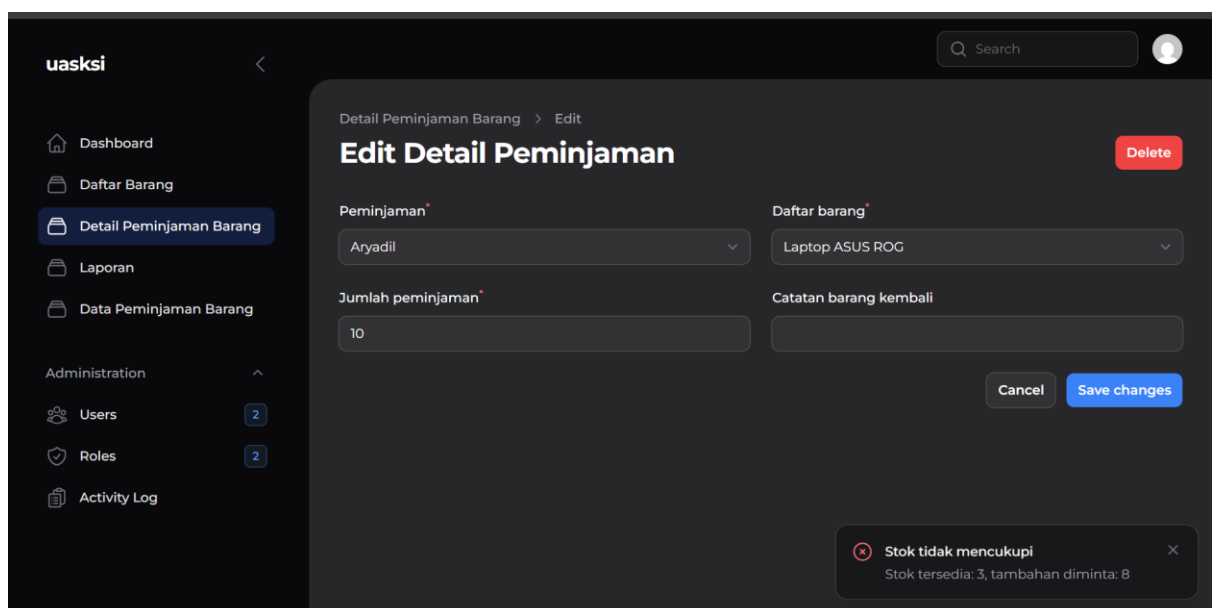 uasksi
Search
Dashboard
Daftar Barang
Detail Peminjaman Barang
Laporan
Data Peminjaman Barang
Administration
Users 2
Roles 2
Activity Log
Detail Peminjaman Barang > Edit
Edit Detail Peminjaman
Delete
Peminjaman*
Aryadil
Daftar barang*
Laptop ASUS ROG
Jumlah peminjaman*
10
Catatan barang kembali
Cancel
Save changes
Stok tidak mencukupi
Stok tersedia: 3, tambahan diminta: 8